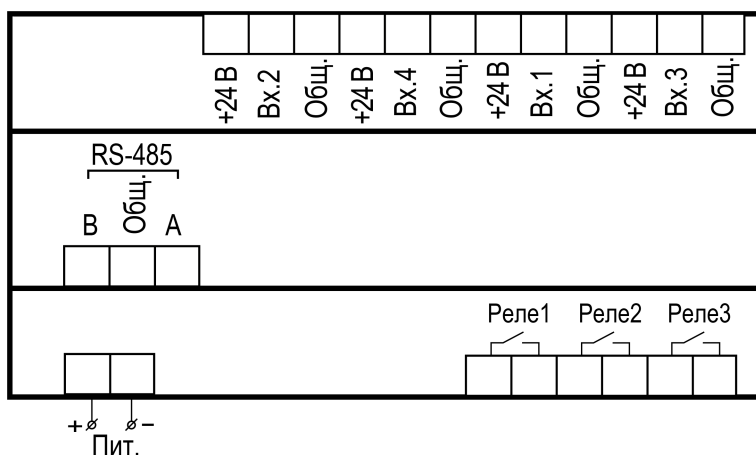 +24 В Вх.2 Общ. +24 В Вх.4 Общ. +24 В Вх.1 Общ. +24 В Вх.3 Общ.
RS-485
B Общ. A
Реле1 Реле2 Реле3
+ −
Пит.